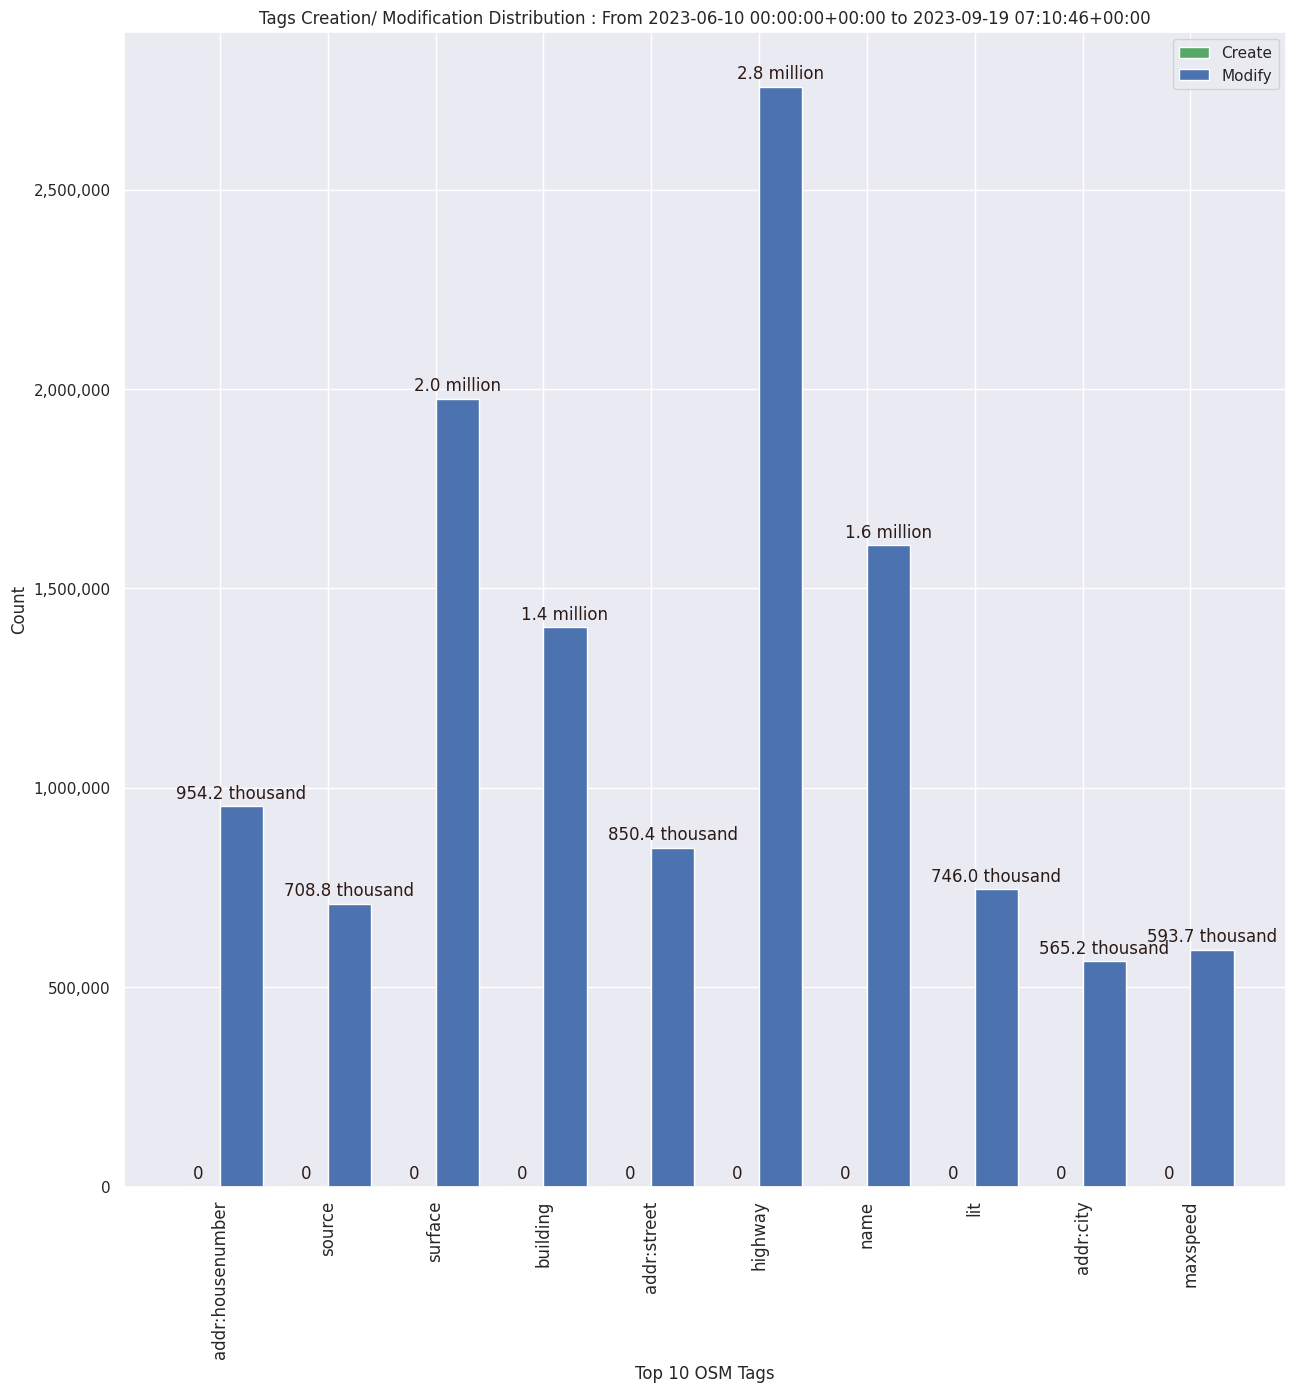 Tags Creation/ Modification Distribution : From 2023-06-10 00:00:00+00:00 to 2023-09-19 07:10:46+00:00
Create
Modify
2.8 million
2,500,000
2.0 million
2,000,000
1.6 million
1,500,000
1.4 million
Count
1,000,000
954.2 thousand
850.4 thousand
708.8 thousand
746.0 thousand
593.7 thousand
565.2 thousand
500,000
0
0
0
0
0
0
0
0
0
0
0
addr:housenumber
source
surface
building
addr:street
highway
name
lit
addr:city
maxspeed
Top 10 OSM Tags